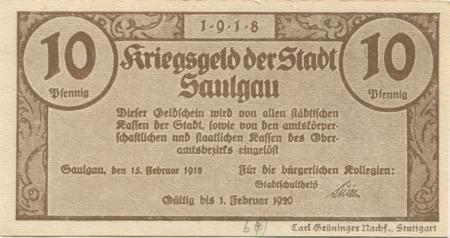 1·9·1·8
10
Pfennig
Kriegsgeld der Stadt
Saulgau
10
Pfennig
Dieser Geldschein wird von allen städtischen
Kassen der Stadt, sowie von den amtskörper-
schaftlichen und staatlichen Kassen des Ober-
amtsbezirks eingelöst
Saulgau, den 15. Februar 1918
Für die bürgerlichen Kollegien:
Stadtschultheiß
Gültig bis 1. Februar 1920
Carl Grüninger Nachf., Stuttgart